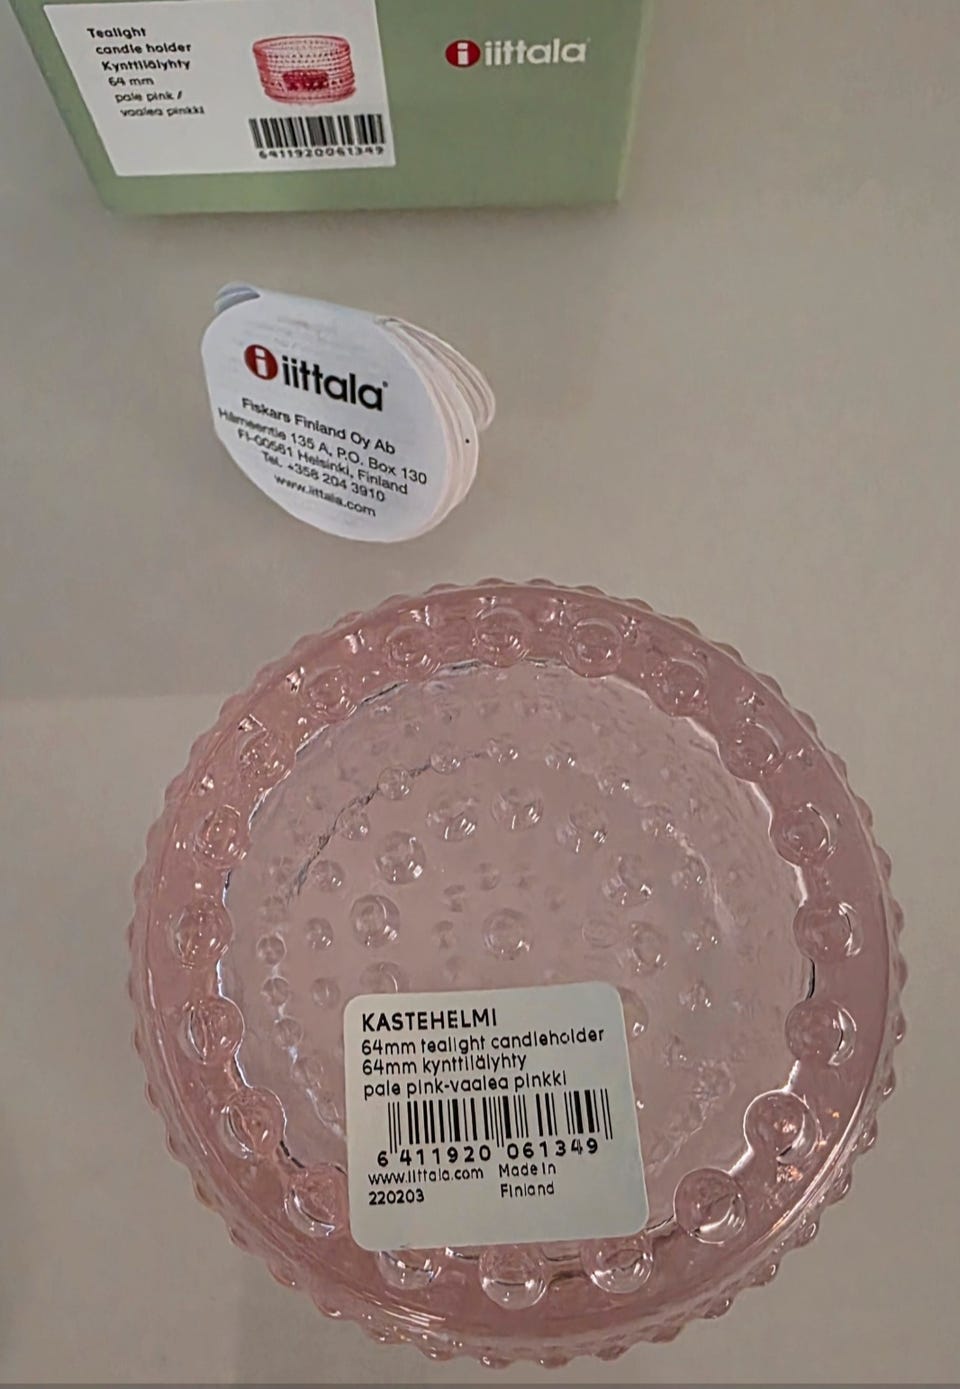 Tealight
candle holder
Kynttilälyhty
64 mm
pale pink /
vaalea pinkki
6411920061349
iittala
iittala®
Fiskars Finland Oy Ab
Hämeentie 135 A, P.O. Box 130
FI-00561 Helsinki, Finland
Tel. +358 204 3910
www.iittala.com
KASTEHELMI
64mm tealight candleholder
64mm kynttilälyhty
pale pink-vaalea pinkki
6 411920 061349
www.iittala.com Made in
220203 Finland